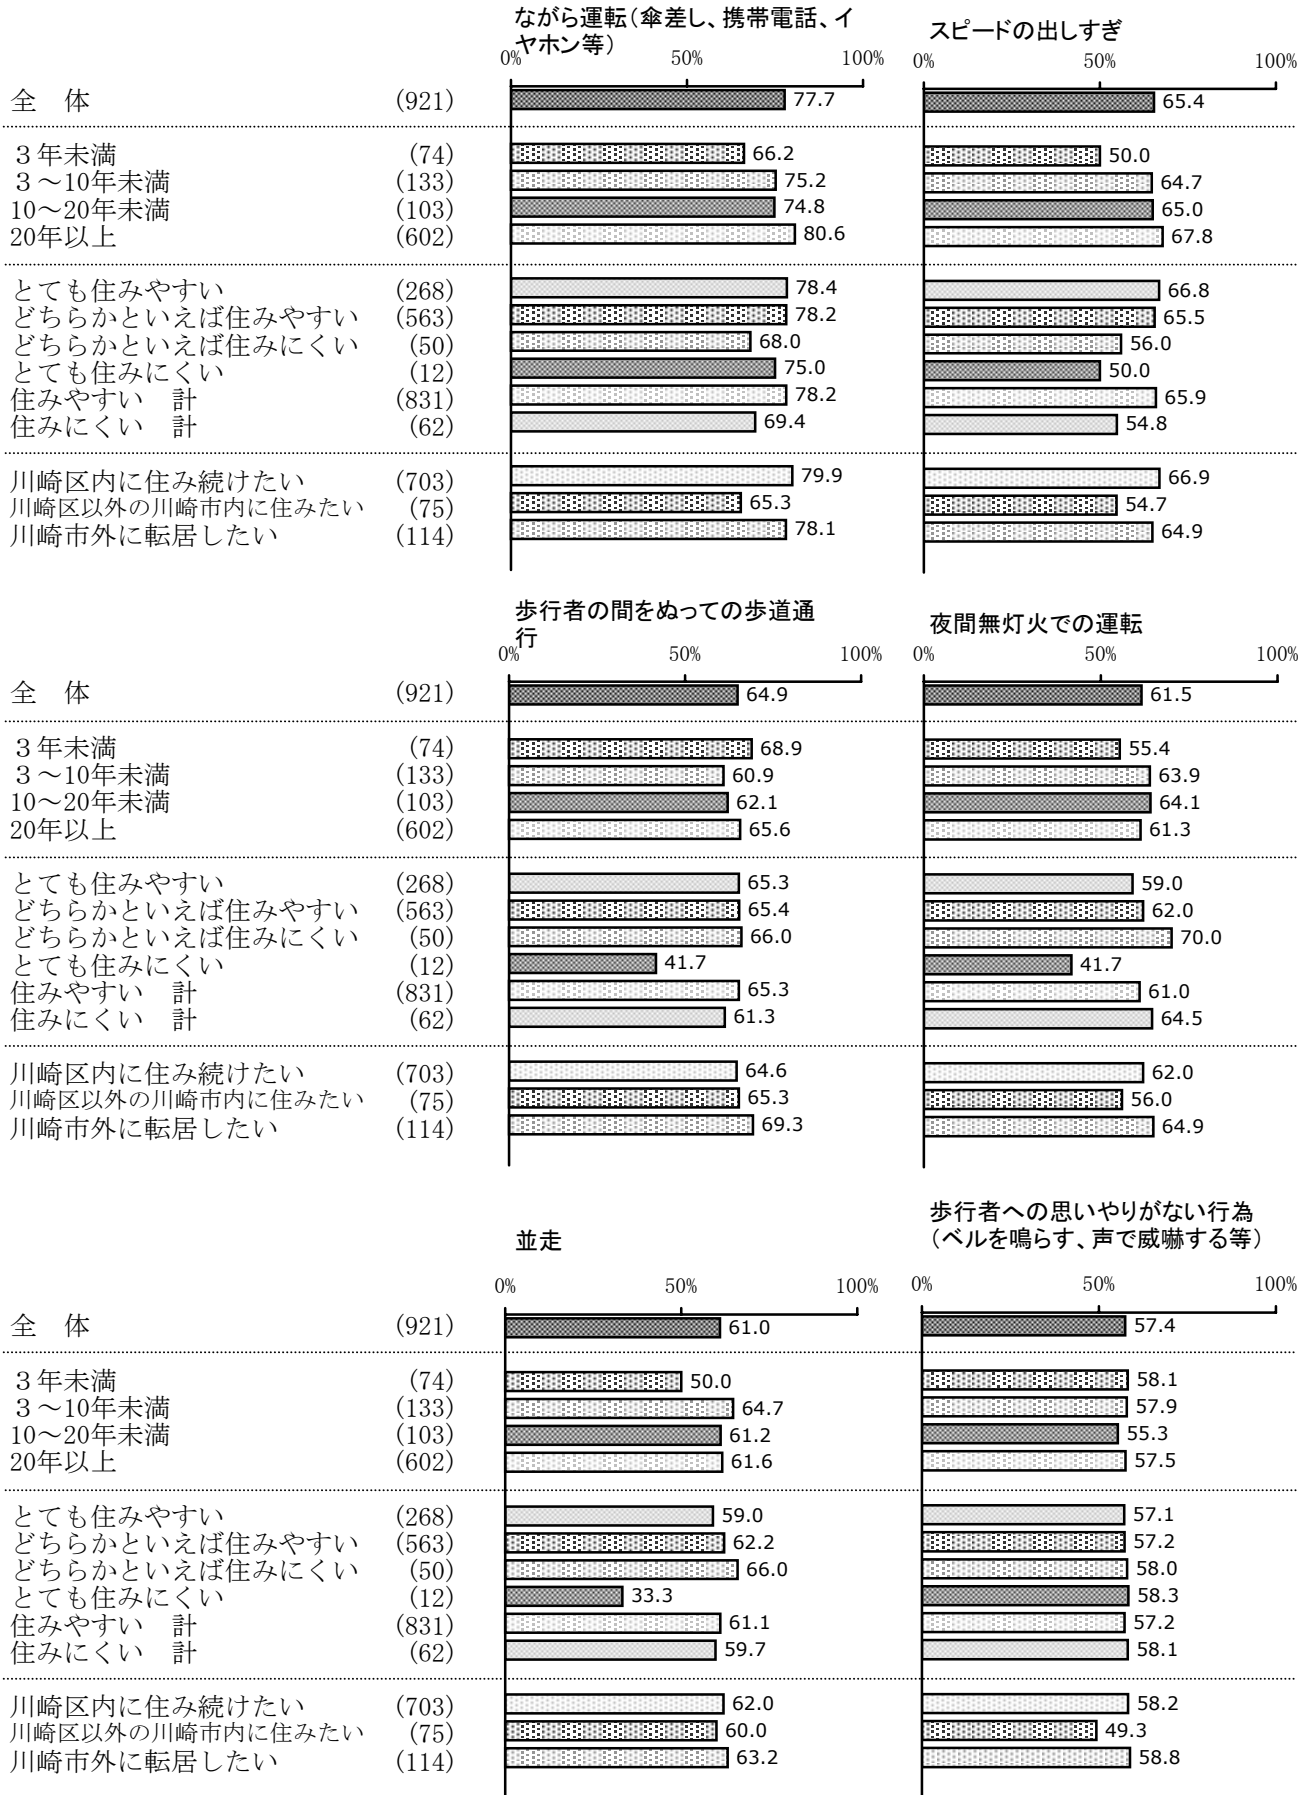 ながら運転（傘差し、携帯電話、イ
ヤホン等）
スピードの出しすぎ
0% 50% 100% 0% 50% 100%
全　体 (921) 77.7 65.4
３年未満 (74) 66.2 50.0
３～10年未満 (133) 75.2 64.7
10～20年未満 (103) 74.8 65.0
20年以上 (602) 80.6 67.8
とても住みやすい (268) 78.4 66.8
どちらかといえば住みやすい (563) 78.2 65.5
どちらかといえば住みにくい (50) 68.0 56.0
とても住みにくい (12) 75.0 50.0
住みやすい　計 (831) 78.2 65.9
住みにくい　計 (62) 69.4 54.8
川崎区内に住み続けたい (703) 79.9 66.9
川崎区以外の川崎市内に住みたい (75) 65.3 54.7
川崎市外に転居したい (114) 78.1 64.9
歩行者の間をぬっての歩道通
行
夜間無灯火での運転
0% 50% 100% 0% 50% 100%
全　体 (921) 64.9 61.5
３年未満 (74) 68.9 55.4
３～10年未満 (133) 60.9 63.9
10～20年未満 (103) 62.1 64.1
20年以上 (602) 65.6 61.3
とても住みやすい (268) 65.3 59.0
どちらかといえば住みやすい (563) 65.4 62.0
どちらかといえば住みにくい (50) 66.0 70.0
とても住みにくい (12) 41.7 41.7
住みやすい　計 (831) 65.3 61.0
住みにくい　計 (62) 61.3 64.5
川崎区内に住み続けたい (703) 64.6 62.0
川崎区以外の川崎市内に住みたい (75) 65.3 56.0
川崎市外に転居したい (114) 69.3 64.9
並走
歩行者への思いやりがない行為
（ベルを鳴らす、声で威嚇する等）
0% 50% 100% 0% 50% 100%
全　体 (921) 61.0 57.4
３年未満 (74) 50.0 58.1
３～10年未満 (133) 64.7 57.9
10～20年未満 (103) 61.2 55.3
20年以上 (602) 61.6 57.5
とても住みやすい (268) 59.0 57.1
どちらかといえば住みやすい (563) 62.2 57.2
どちらかといえば住みにくい (50) 66.0 58.0
とても住みにくい (12) 33.3 58.3
住みやすい　計 (831) 61.1 57.2
住みにくい　計 (62) 59.7 58.1
川崎区内に住み続けたい (703) 62.0 58.2
川崎区以外の川崎市内に住みたい (75) 60.0 49.3
川崎市外に転居したい (114) 63.2 58.8